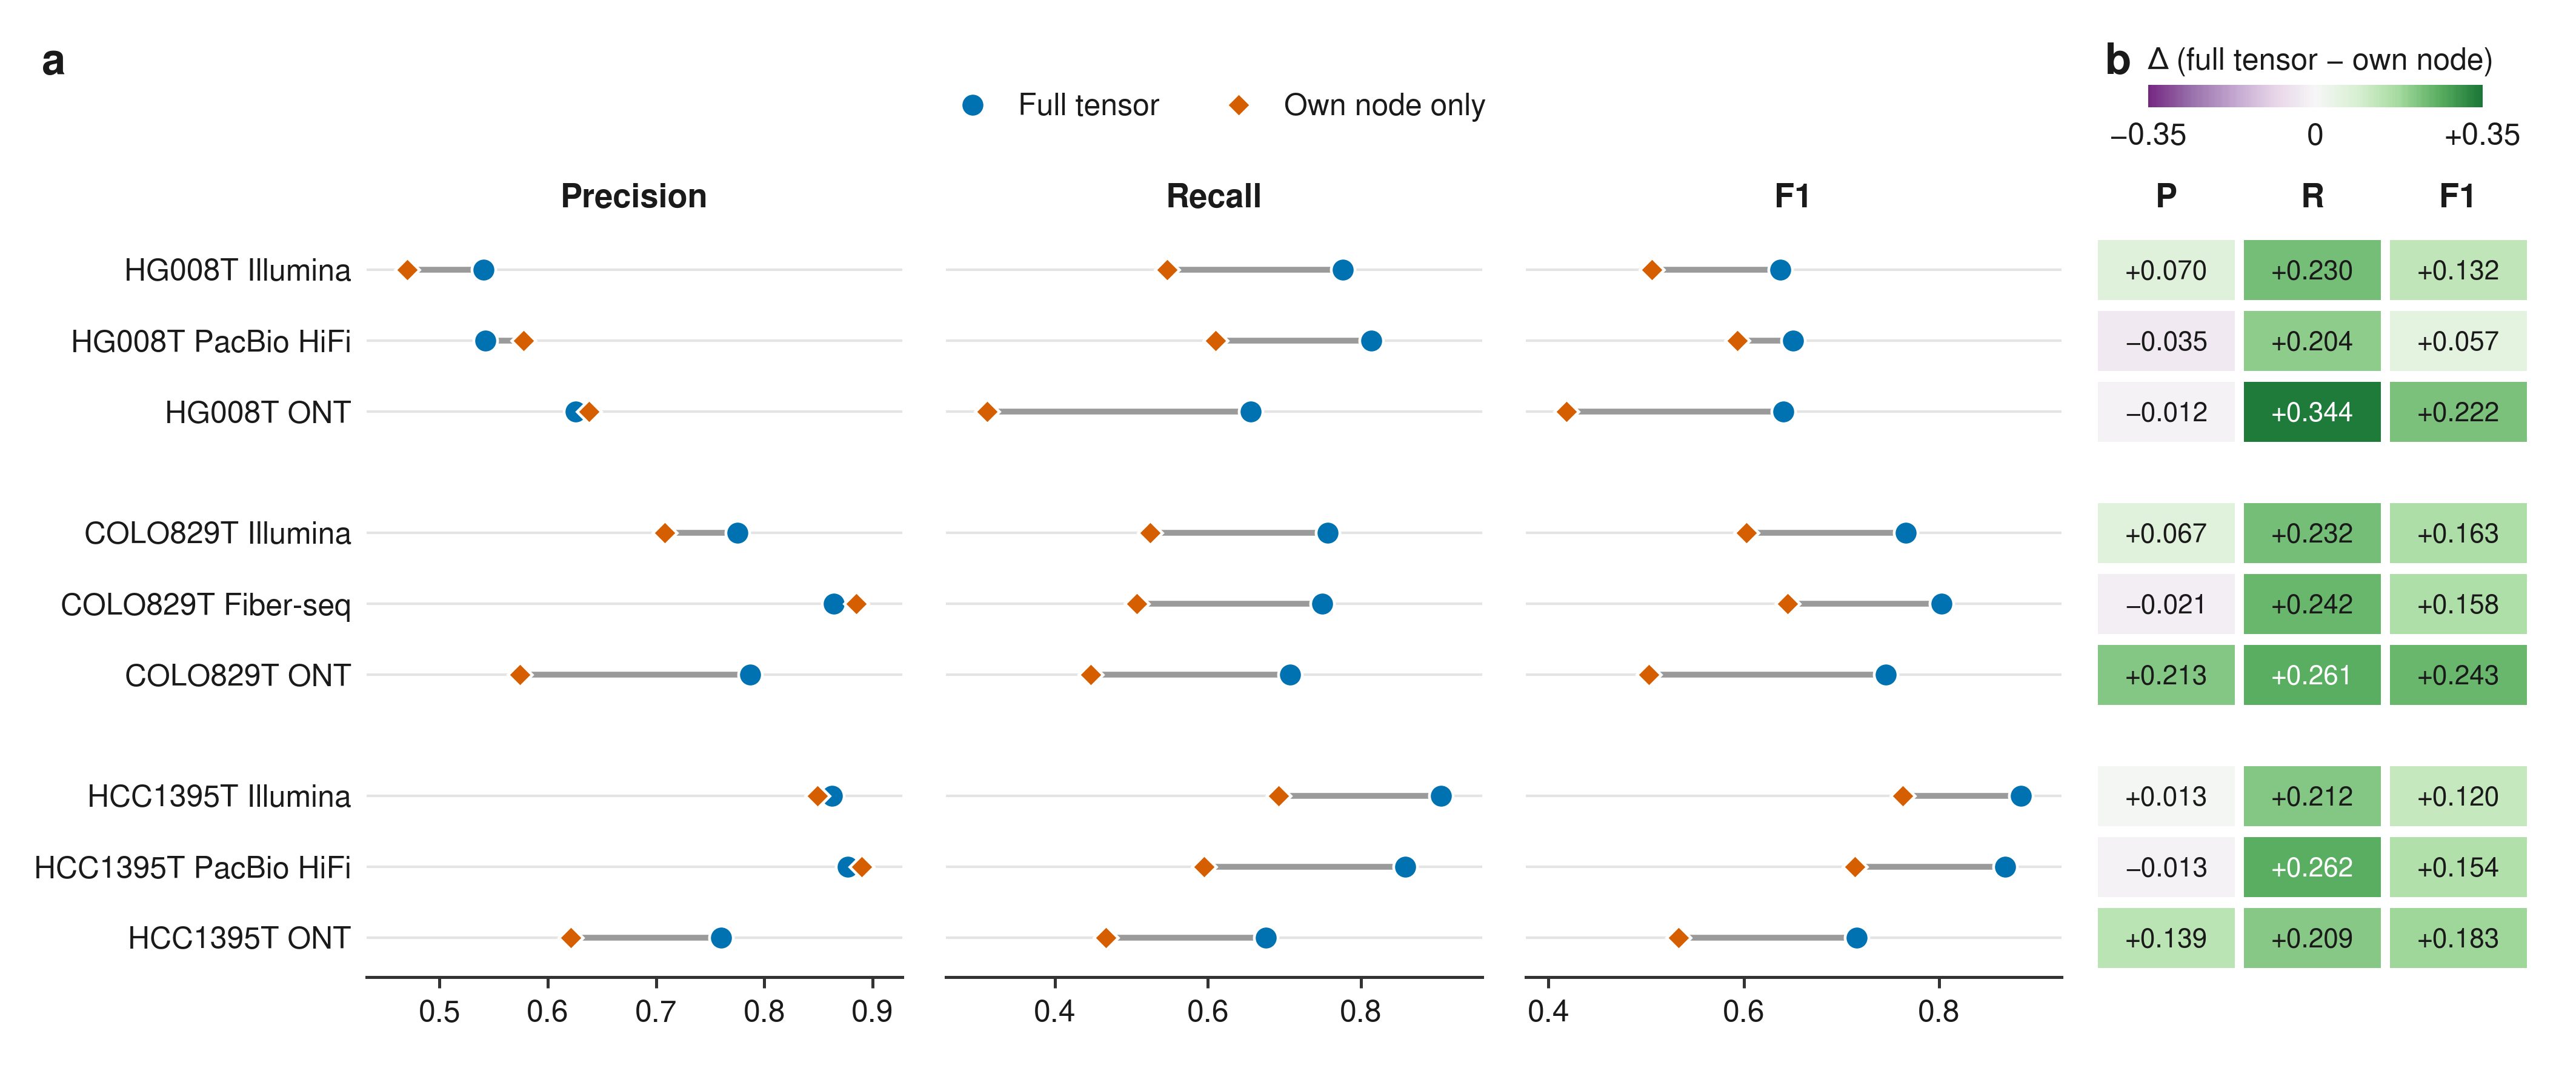 a
Full tensor
Own node only
Precision
Recall
F1
HG008T Illumina
HG008T PacBio HiFi
HG008T ONT
COLO829T Illumina
COLO829T Fiber-seq
COLO829T ONT
HCC1395T Illumina
HCC1395T PacBio HiFi
HCC1395T ONT
0.5 0.6 0.7 0.8 0.9
0.4 0.6 0.8
0.4 0.6 0.8
b Δ (full tensor − own node)
−0.35 0 +0.35
P R F1
+0.070 +0.230 +0.132
−0.035 +0.204 +0.057
−0.012 +0.344 +0.222
+0.067 +0.232 +0.163
−0.021 +0.242 +0.158
+0.213 +0.261 +0.243
+0.013 +0.212 +0.120
−0.013 +0.262 +0.154
+0.139 +0.209 +0.183